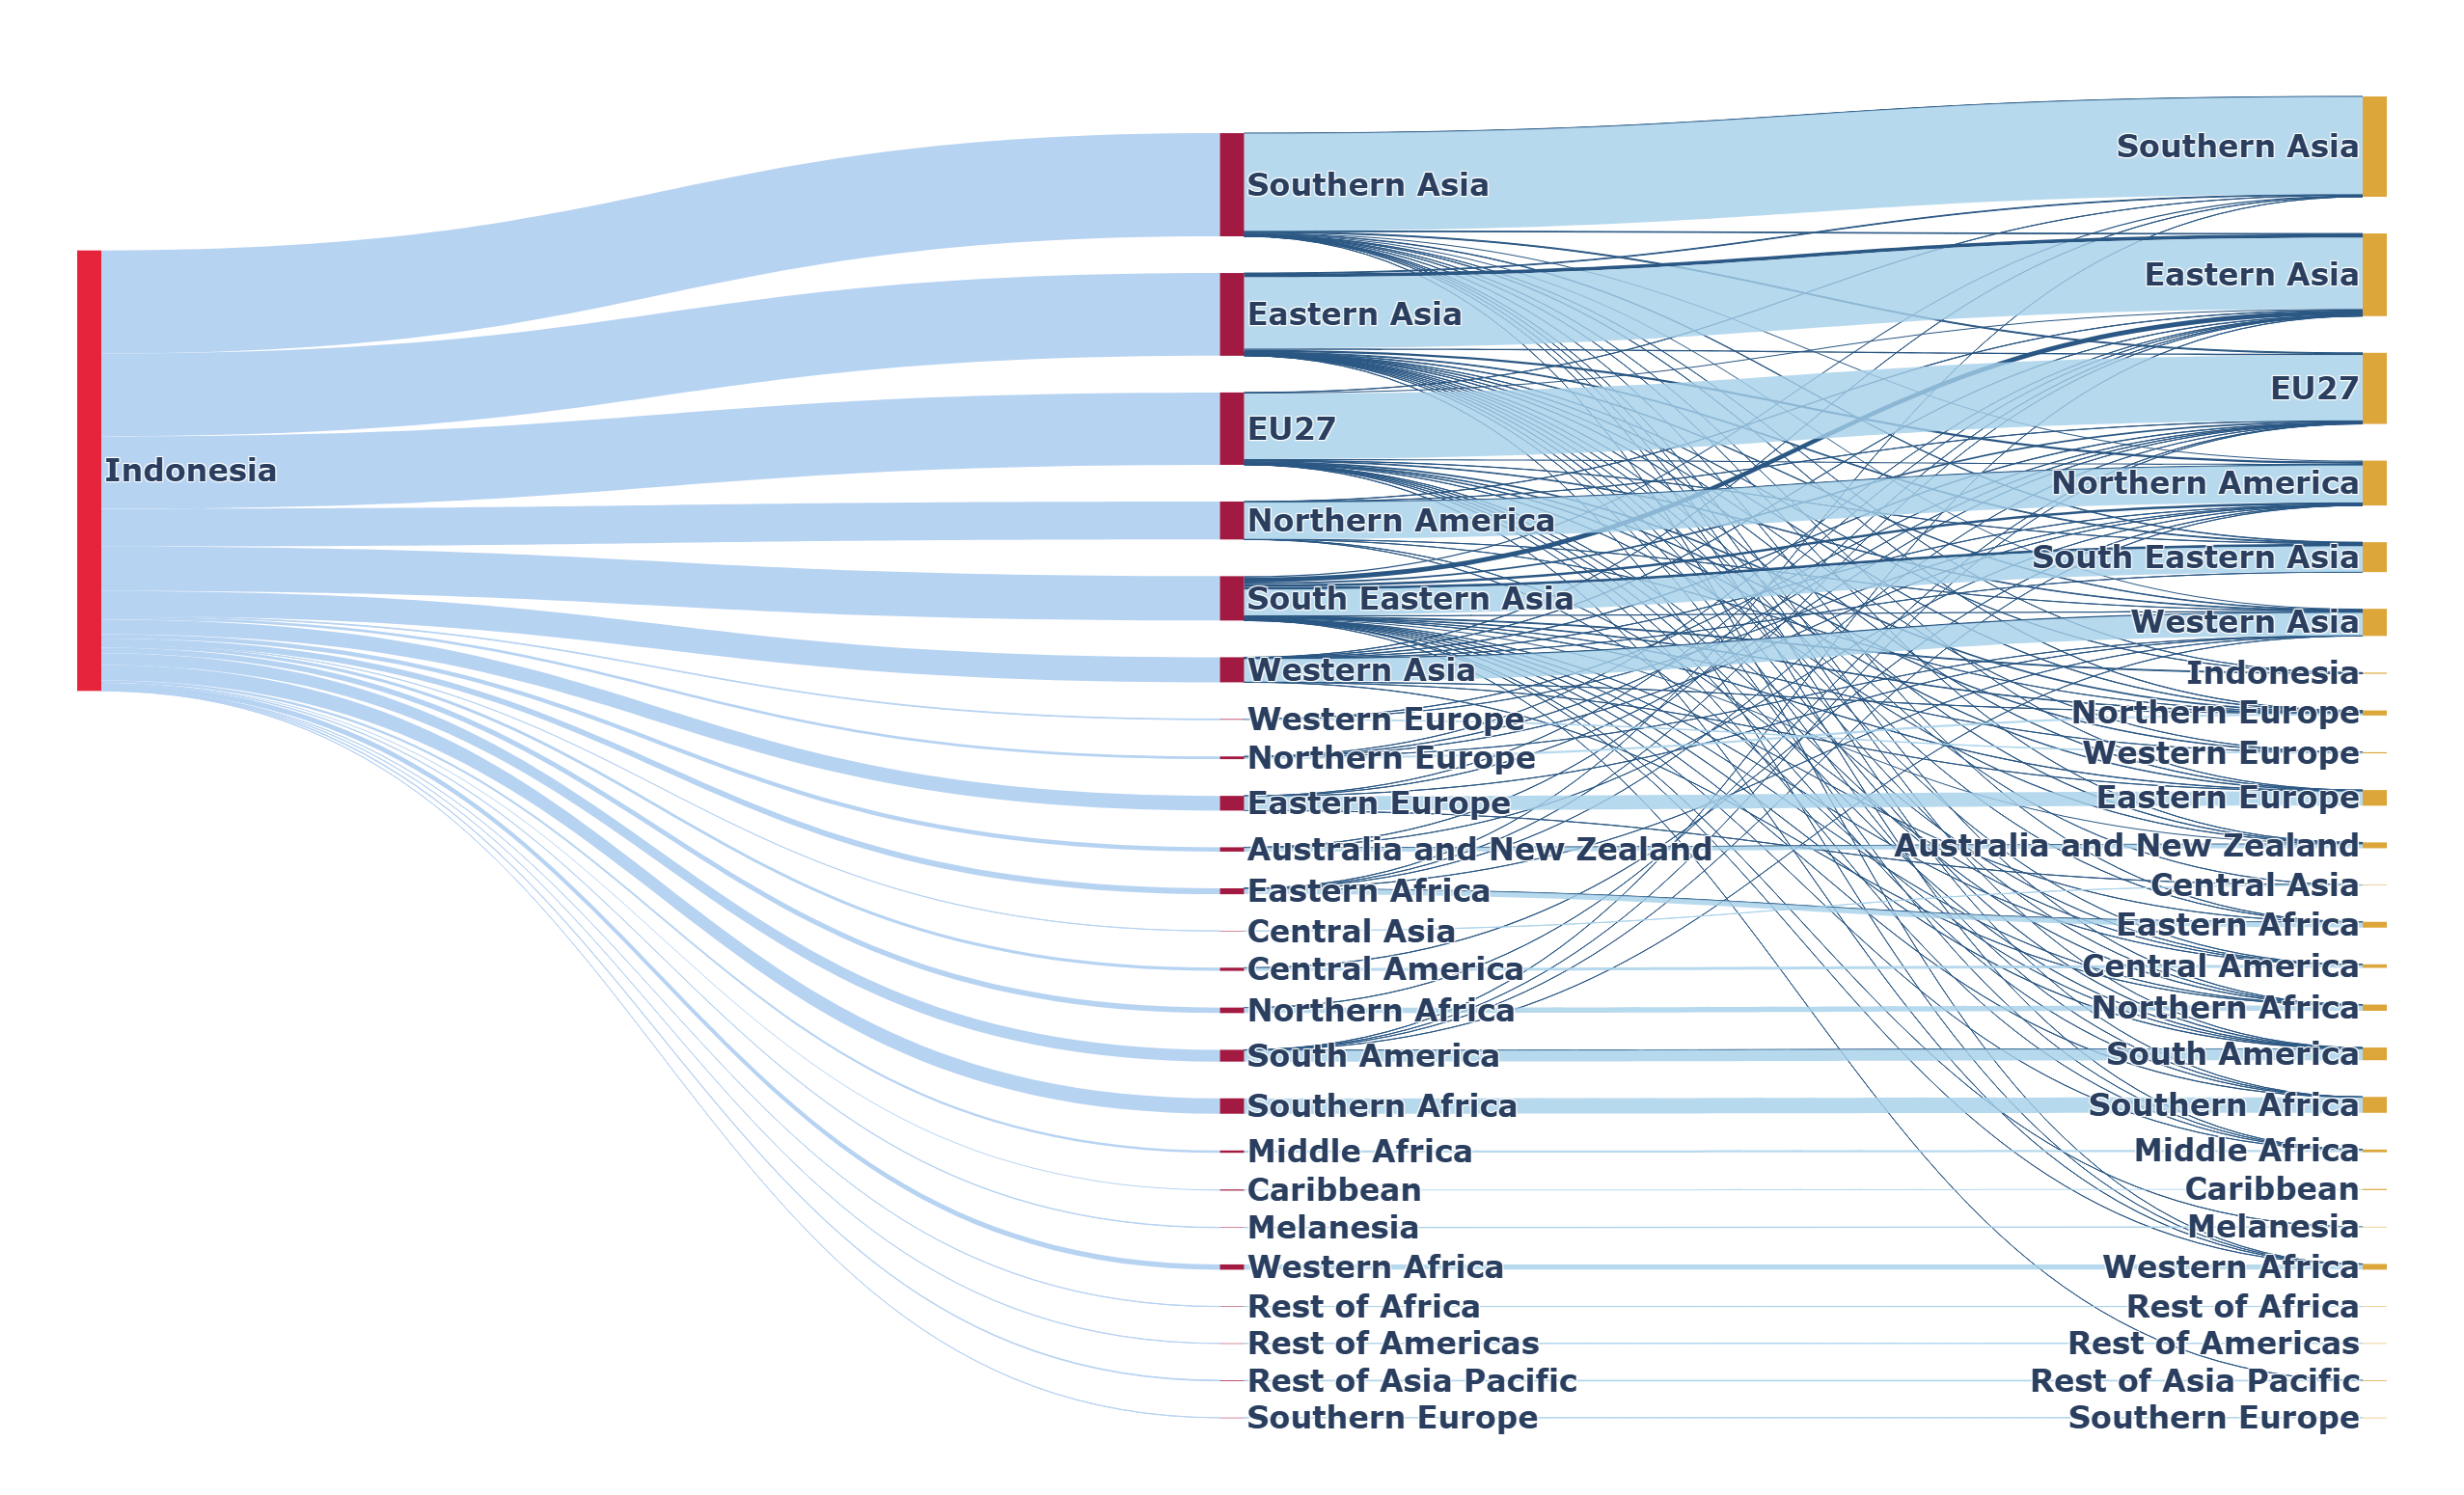 Indonesia
Southern Asia
Eastern Asia
EU27
Northern America
South Eastern Asia
Western Asia
Western Europe
Northern Europe
Eastern Europe
Australia and New Zealand
Eastern Africa
Central Asia
Central America
Northern Africa
South America
Southern Africa
Middle Africa
Caribbean
Melanesia
Western Africa
Rest of Africa
Rest of Americas
Rest of Asia Pacific
Southern Europe
Southern Asia
Eastern Asia
EU27
Northern America
South Eastern Asia
Western Asia
Indonesia
Northern Europe
Western Europe
Eastern Europe
Australia and New Zealand
Central Asia
Eastern Africa
Central America
Northern Africa
South America
Southern Africa
Middle Africa
Caribbean
Melanesia
Western Africa
Rest of Africa
Rest of Americas
Rest of Asia Pacific
Southern Europe